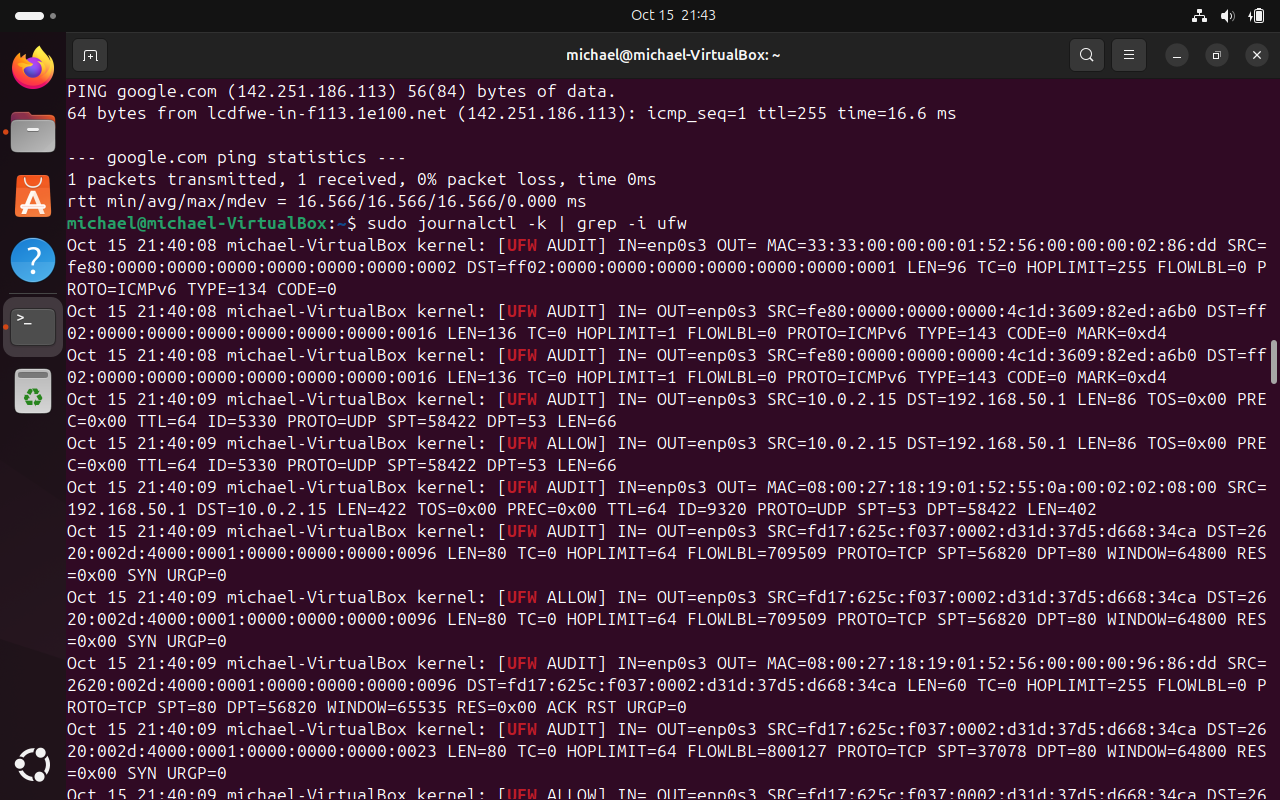 Oct 15 21:43
michael@michael-VirtualBox: ~
PING google.com (142.251.186.113) 56(84) bytes of data.
64 bytes from lcdfwe-in-f113.1e100.net (142.251.186.113): icmp_seq=1 ttl=255 time=16.6 ms
--- google.com ping statistics ---
1 packets transmitted, 1 received, 0% packet loss, time 0ms
rtt min/avg/max/mdev = 16.566/16.566/16.566/0.000 ms
michael@michael-VirtualBox:~$ sudo journalctl -k | grep -i ufw
Oct 15 21:40:08 michael-VirtualBox kernel: [UFW AUDIT] IN=enp0s3 OUT= MAC=33:33:00:00:00:01:52:56:00:00:00:02:86:dd SRC=
fe80:0000:0000:0000:0000:0000:0000:0002 DST=ff02:0000:0000:0000:0000:0000:0000:0001 LEN=96 TC=0 HOPLIMIT=255 FLOWLBL=0 P
ROTO=ICMPv6 TYPE=134 CODE=0
Oct 15 21:40:08 michael-VirtualBox kernel: [UFW AUDIT] IN= OUT=enp0s3 SRC=fe80:0000:0000:0000:4c1d:3609:82ed:a6b0 DST=ff
02:0000:0000:0000:0000:0000:0000:0016 LEN=136 TC=0 HOPLIMIT=1 FLOWLBL=0 PROTO=ICMPv6 TYPE=143 CODE=0 MARK=0xd4
Oct 15 21:40:08 michael-VirtualBox kernel: [UFW AUDIT] IN= OUT=enp0s3 SRC=fe80:0000:0000:0000:4c1d:3609:82ed:a6b0 DST=ff
02:0000:0000:0000:0000:0000:0000:0016 LEN=136 TC=0 HOPLIMIT=1 FLOWLBL=0 PROTO=ICMPv6 TYPE=143 CODE=0 MARK=0xd4
Oct 15 21:40:09 michael-VirtualBox kernel: [UFW AUDIT] IN= OUT=enp0s3 SRC=10.0.2.15 DST=192.168.50.1 LEN=86 TOS=0x00 PRE
C=0x00 TTL=64 ID=5330 PROTO=UDP SPT=58422 DPT=53 LEN=66
Oct 15 21:40:09 michael-VirtualBox kernel: [UFW ALLOW] IN= OUT=enp0s3 SRC=10.0.2.15 DST=192.168.50.1 LEN=86 TOS=0x00 PRE
C=0x00 TTL=64 ID=5330 PROTO=UDP SPT=58422 DPT=53 LEN=66
Oct 15 21:40:09 michael-VirtualBox kernel: [UFW AUDIT] IN=enp0s3 OUT= MAC=08:00:27:18:19:01:52:55:0a:00:02:02:08:00 SRC=
192.168.50.1 DST=10.0.2.15 LEN=422 TOS=0x00 PREC=0x00 TTL=64 ID=9320 PROTO=UDP SPT=53 DPT=58422 LEN=402
Oct 15 21:40:09 michael-VirtualBox kernel: [UFW AUDIT] IN= OUT=enp0s3 SRC=fd17:625c:f037:0002:d31d:37d5:d668:34ca DST=26
20:002d:4000:0001:0000:0000:0000:0096 LEN=80 TC=0 HOPLIMIT=64 FLOWLBL=709509 PROTO=TCP SPT=56820 DPT=80 WINDOW=64800 RES
=0x00 SYN URGP=0
Oct 15 21:40:09 michael-VirtualBox kernel: [UFW ALLOW] IN= OUT=enp0s3 SRC=fd17:625c:f037:0002:d31d:37d5:d668:34ca DST=26
20:002d:4000:0001:0000:0000:0000:0096 LEN=80 TC=0 HOPLIMIT=64 FLOWLBL=709509 PROTO=TCP SPT=56820 DPT=80 WINDOW=64800 RES
=0x00 SYN URGP=0
Oct 15 21:40:09 michael-VirtualBox kernel: [UFW AUDIT] IN=enp0s3 OUT= MAC=08:00:27:18:19:01:52:56:00:00:00:96:86:dd SRC=
2620:002d:4000:0001:0000:0000:0000:0096 DST=fd17:625c:f037:0002:d31d:37d5:d668:34ca LEN=60 TC=0 HOPLIMIT=255 FLOWLBL=0 P
ROTO=TCP SPT=80 DPT=56820 WINDOW=65535 RES=0x00 ACK RST URGP=0
Oct 15 21:40:09 michael-VirtualBox kernel: [UFW AUDIT] IN= OUT=enp0s3 SRC=fd17:625c:f037:0002:d31d:37d5:d668:34ca DST=26
20:002d:4000:0001:0000:0000:0000:0023 LEN=80 TC=0 HOPLIMIT=64 FLOWLBL=800127 PROTO=TCP SPT=37078 DPT=80 WINDOW=64800 RES
=0x00 SYN URGP=0
Oct 15 21:40:09 michael-VirtualBox kernel: [UFW ALLOW] IN= OUT=enp0s3 SRC=fd17:625c:f037:0002:d31d:37d5:d668:34ca DST=26